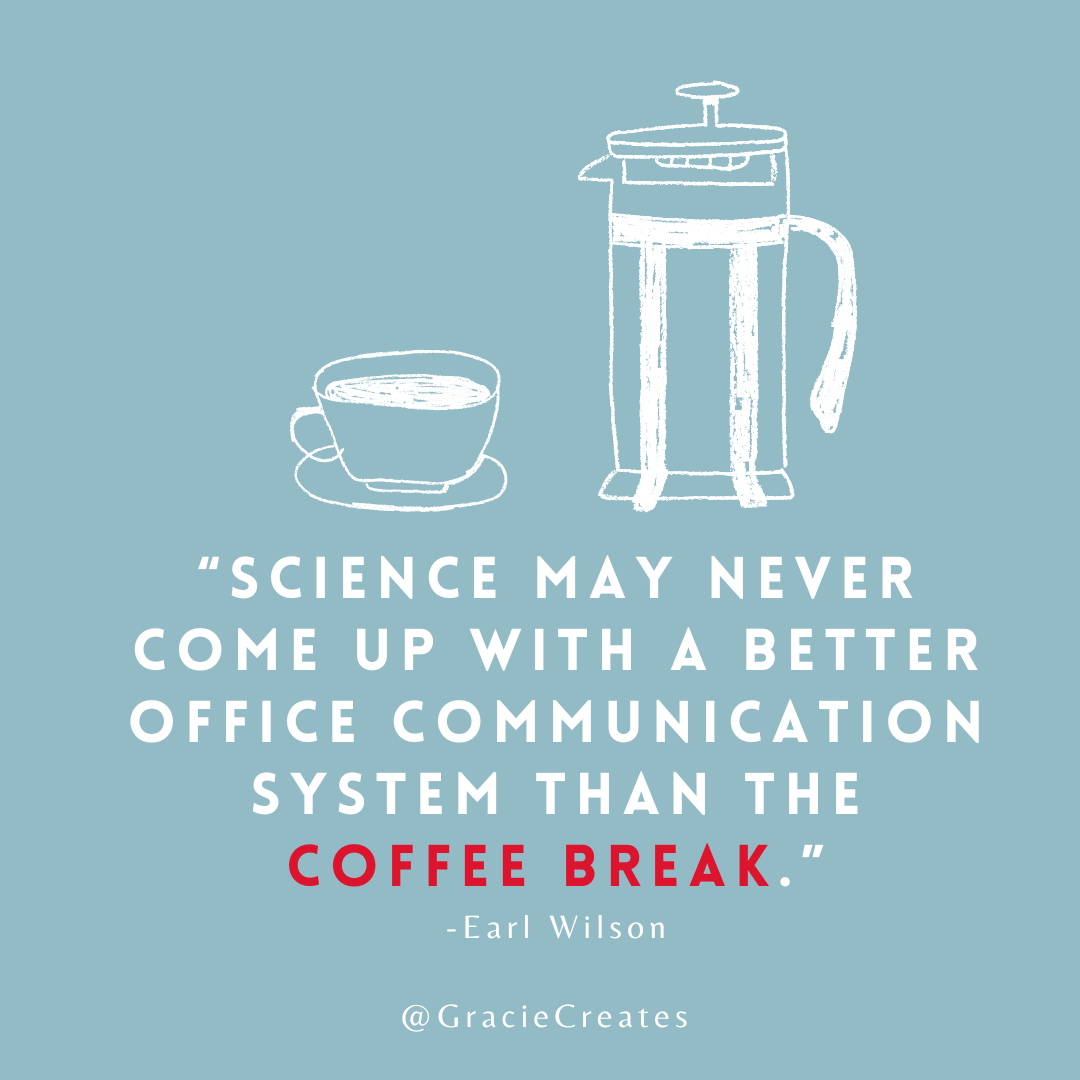 “SCIENCE MAY NEVER
COME UP WITH A BETTER
OFFICE COMMUNICATION
SYSTEM THAN THE
COFFEE BREAK.”
-Earl Wilson
@GracieCreates